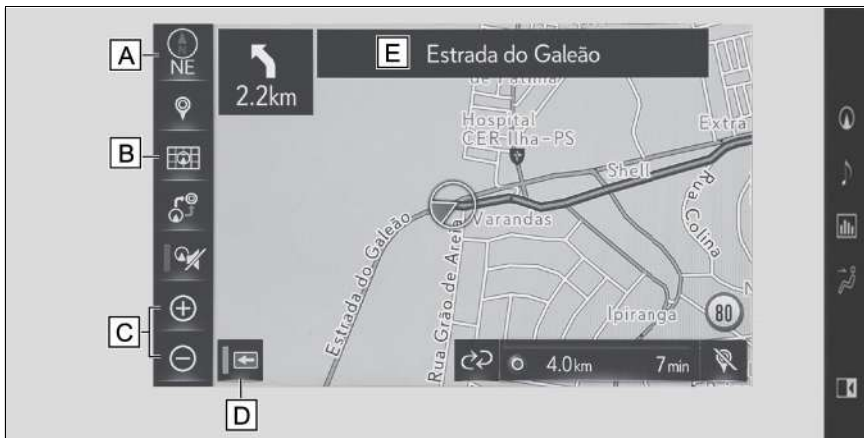 A
NE
2.2km
E Estrada do Galeão
Hospital
CER Ilha-PS
Extra
Shell
B
Varandas
Rua Colina
Estrada do Galeão
Rua Grão de Areia
C
Ipiranga
80
4.0km 7min
D